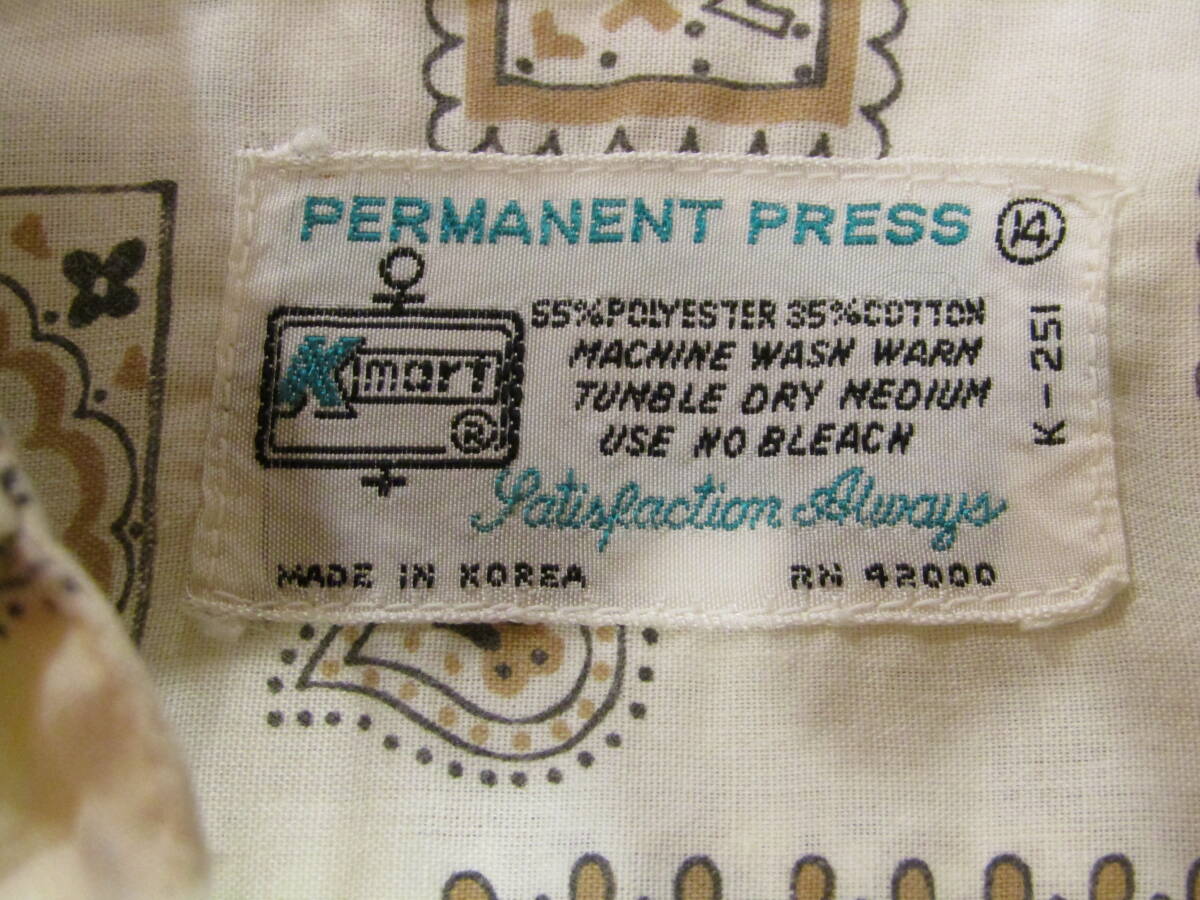 PERMANENT PRESS 14
Kmart ®
65% POLYESTER 35% COTTON
MACHINE WASH WARM
TUMBLE DRY MEDIUM
USE NO BLEACH
K-251
Satisfaction Always
MADE IN KOREA RN 42000